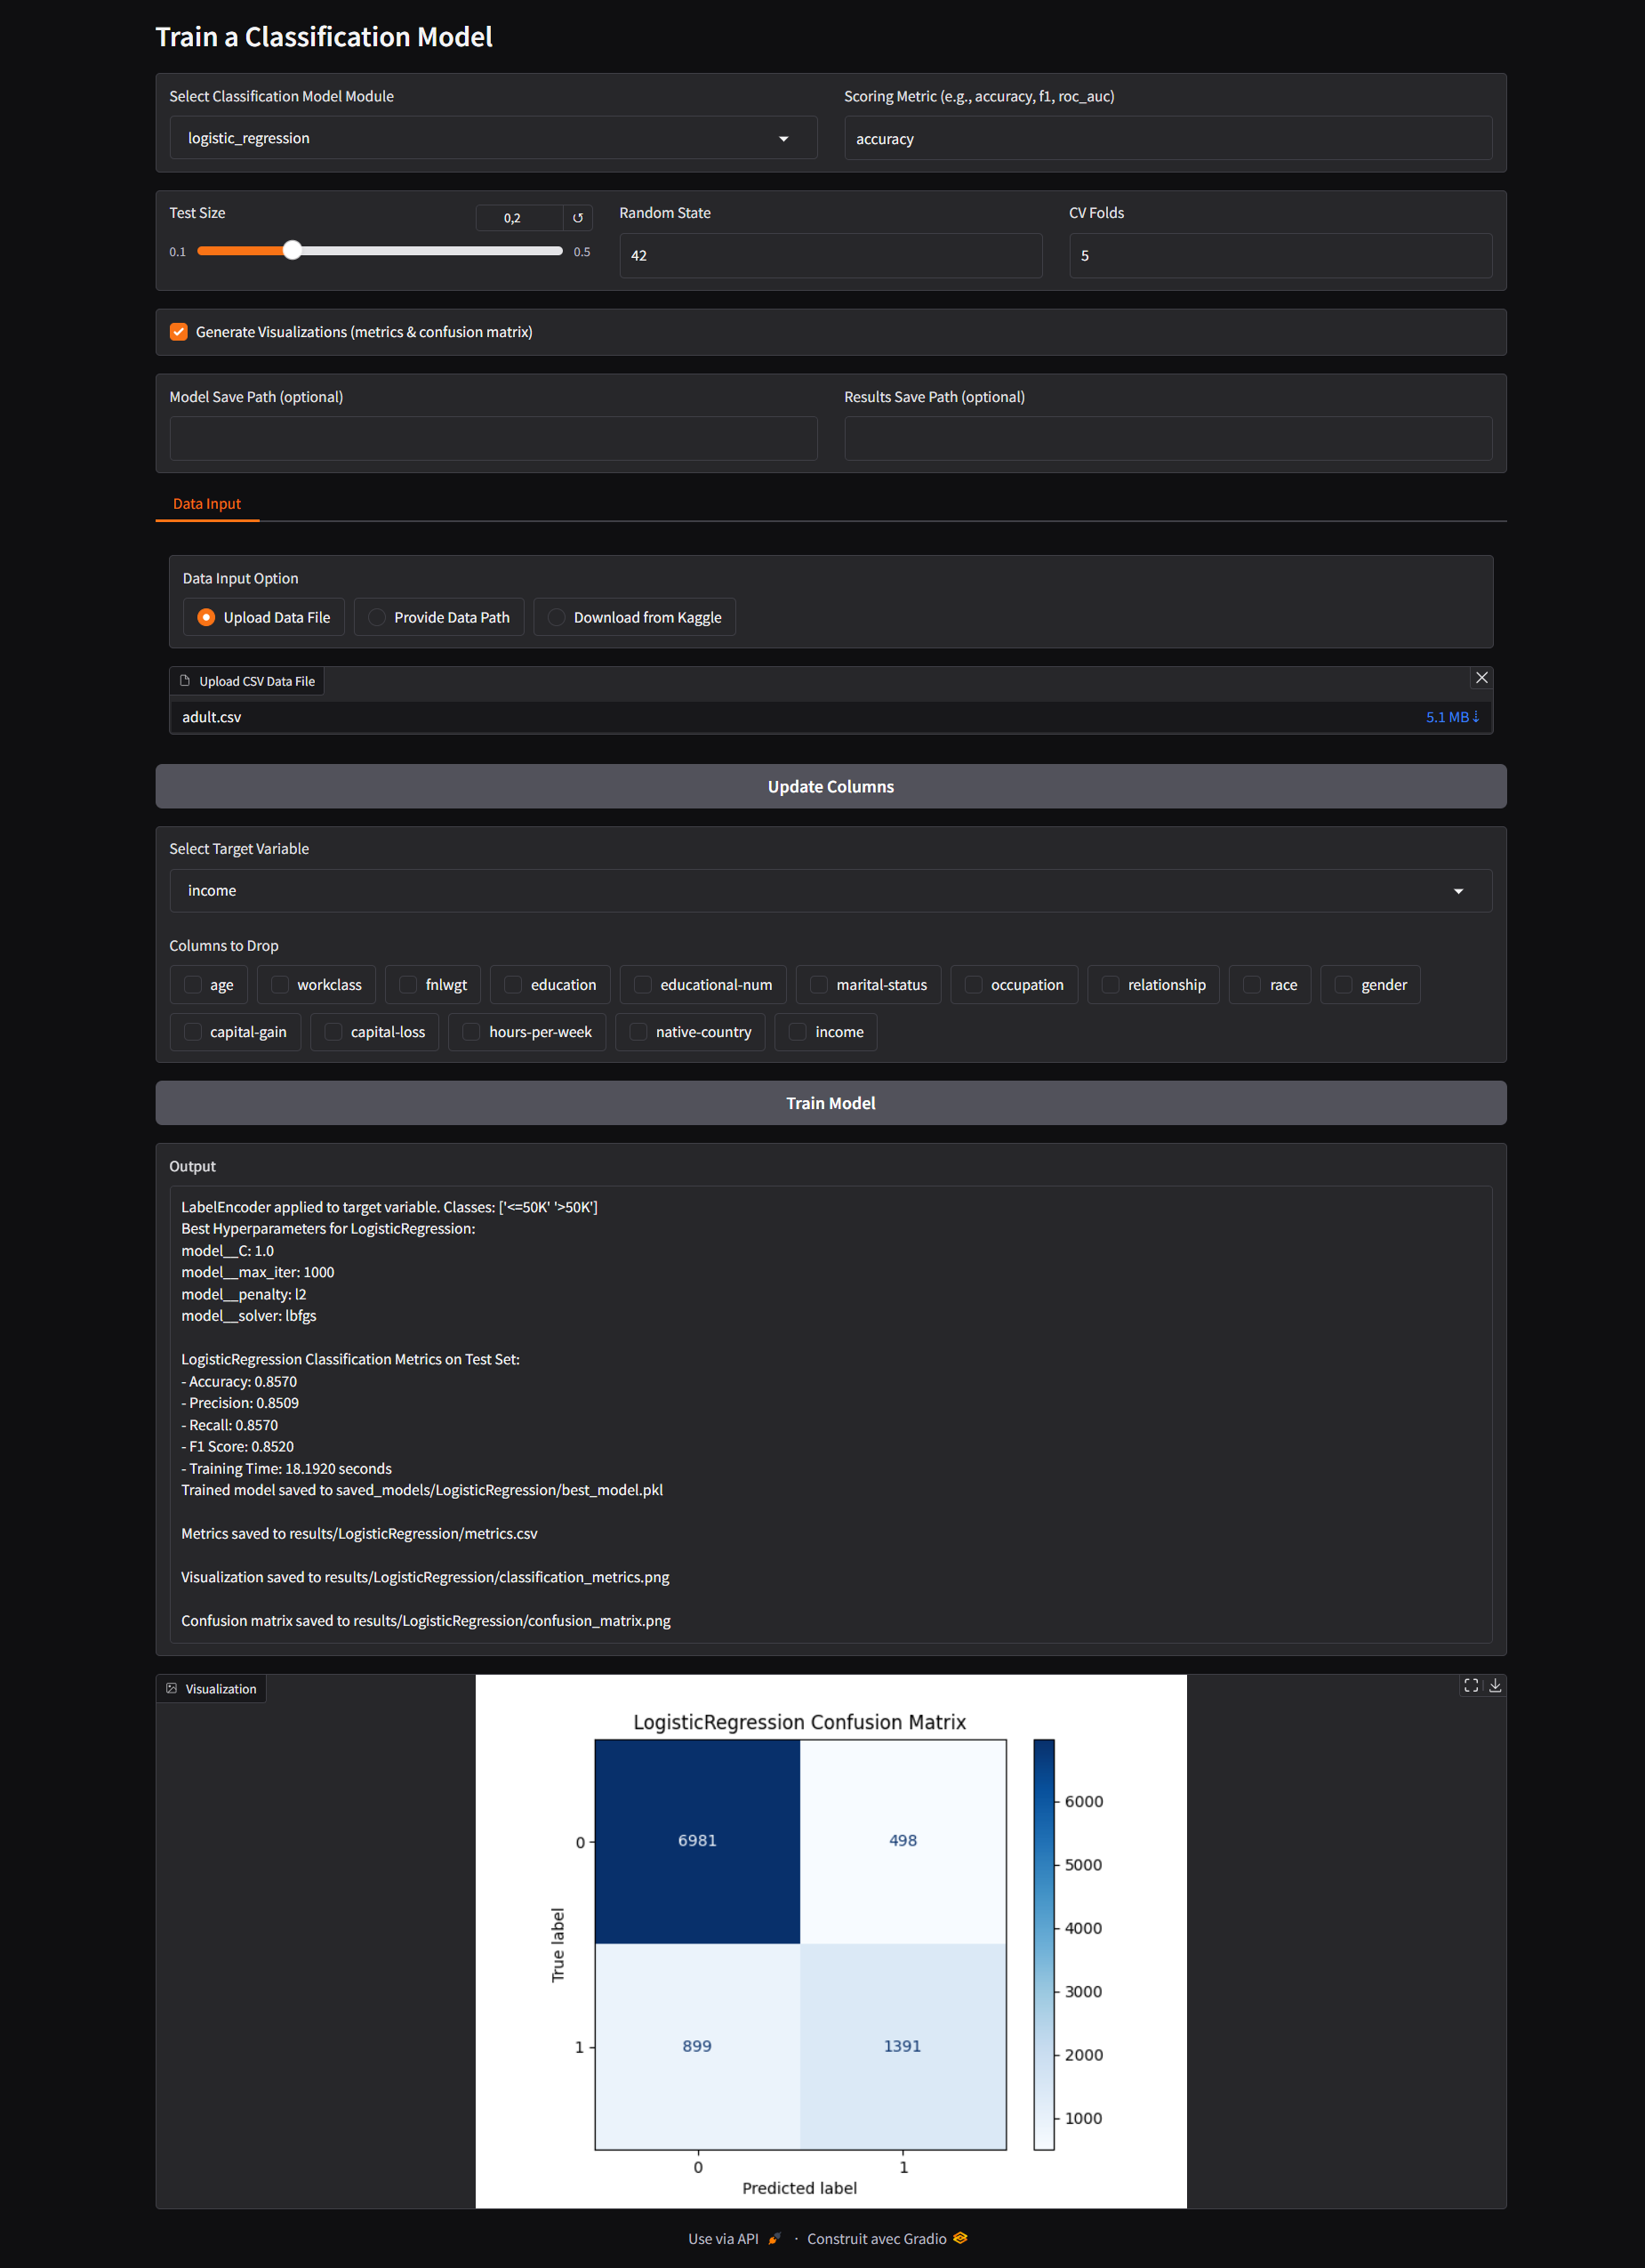 Train a Classification Model
Select Classification Model Module
Scoring Metric (e.g., accuracy, f1, roc_auc)
logistic_regression
accuracy
Test Size
0,2
↺
Random State
CV Folds
0.1
0.5
42
5
Generate Visualizations (metrics & confusion matrix)
Model Save Path (optional)
Results Save Path (optional)
Data Input
Data Input Option
Upload Data File
Provide Data Path
Download from Kaggle
Upload CSV Data File
adult.csv
5.1 MB ⇣
Update Columns
Select Target Variable
income
Columns to Drop
age workclass fnlwgt education educational-num marital-status occupation relationship race gender
capital-gain capital-loss hours-per-week native-country income
Train Model
Output
LabelEncoder applied to target variable. Classes: ['<=50K' '>50K']
Best Hyperparameters for LogisticRegression:
model__C: 1.0
model__max_iter: 1000
model__penalty: l2
model__solver: lbfgs
LogisticRegression Classification Metrics on Test Set:
- Accuracy: 0.8570
- Precision: 0.8509
- Recall: 0.8570
- F1 Score: 0.8520
- Training Time: 18.1920 seconds
Trained model saved to saved_models/LogisticRegression/best_model.pkl
Metrics saved to results/LogisticRegression/metrics.csv
Visualization saved to results/LogisticRegression/classification_metrics.png
Confusion matrix saved to results/LogisticRegression/confusion_matrix.png
Visualization
LogisticRegression Confusion Matrix
6981
498
899
1391
0
1
True label
0
1
Predicted label
6000
5000
4000
3000
2000
1000
Use via API · Construit avec Gradio